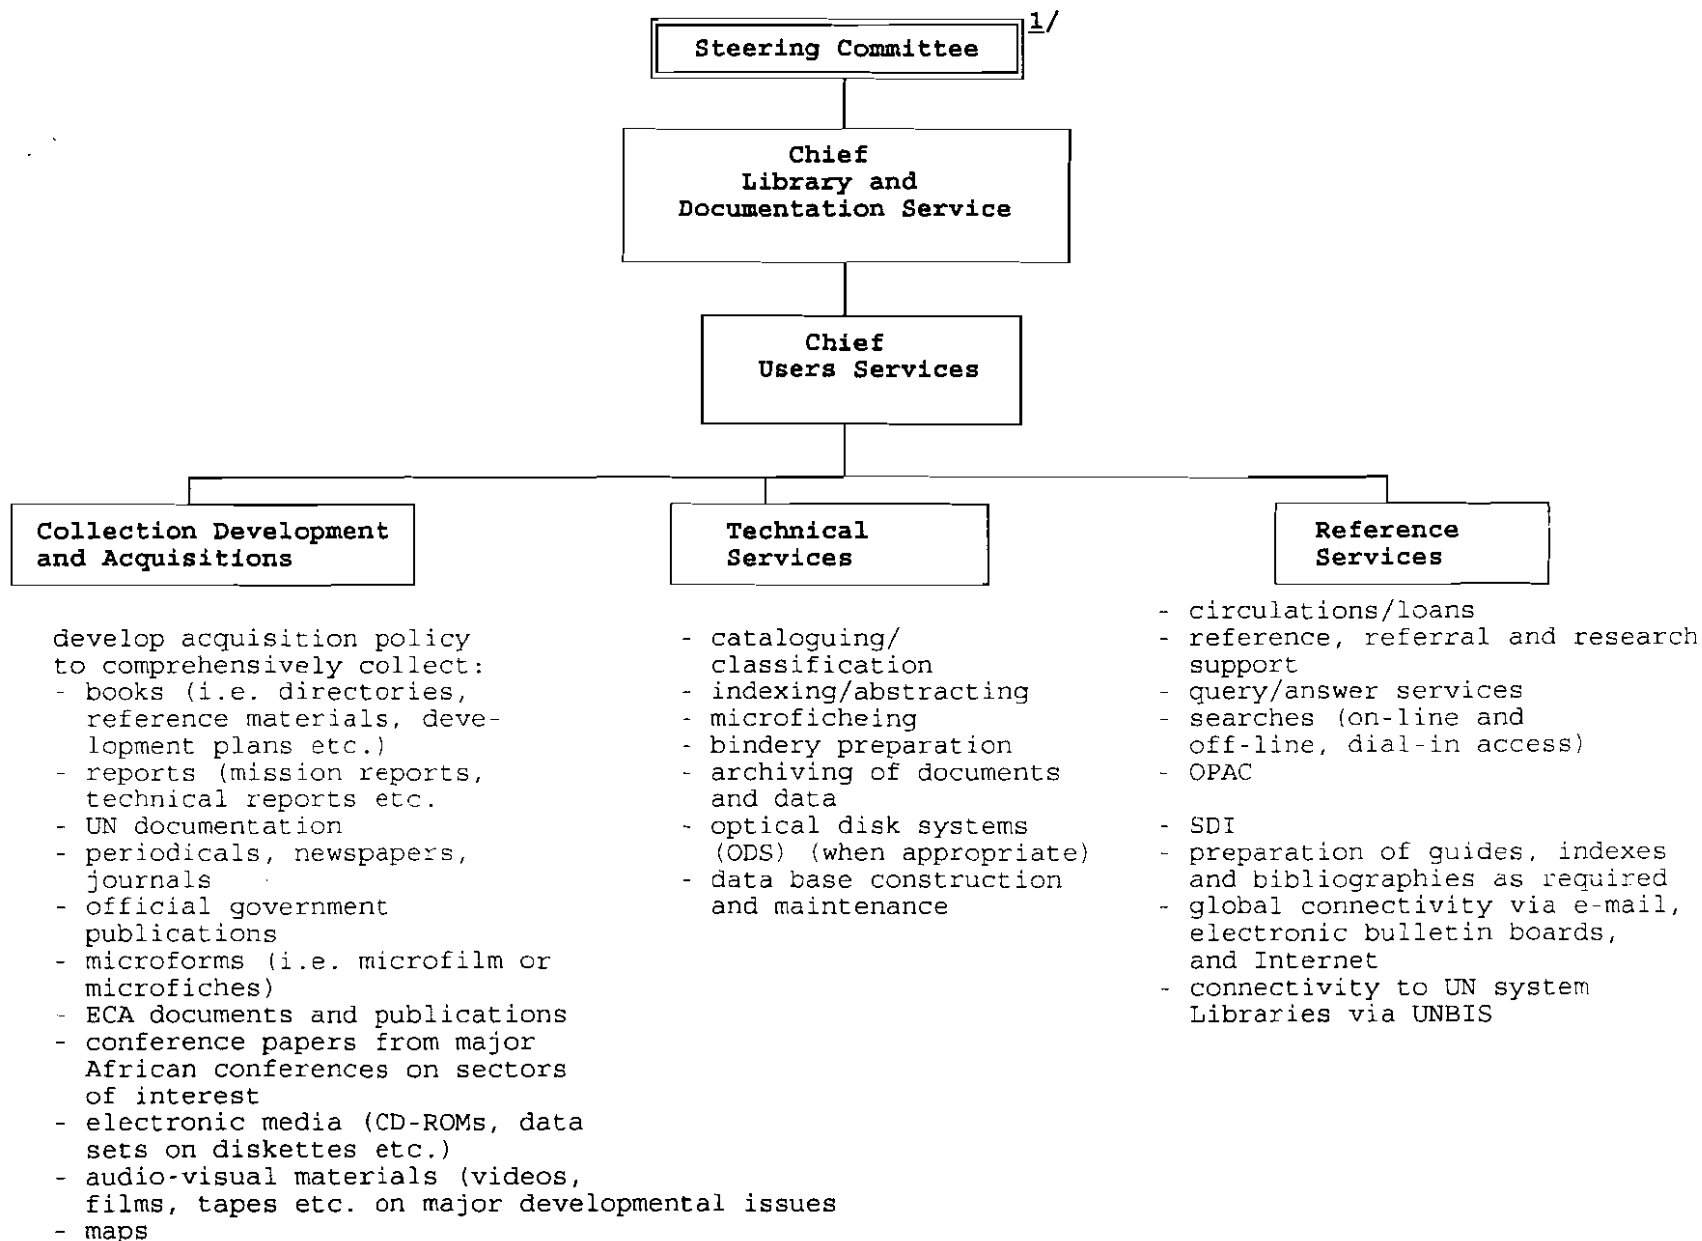 1/
Steering Committee
Chief
Library and
Documentation Service
Chief
Users Services
Collection Development
and Acquisitions
develop acquisition policy
to comprehensively collect:
- books (i.e. directories,
reference materials, deve-
lopment plans etc.)
- reports (mission reports,
technical reports etc.
- UN documentation
- periodicals, newspapers,
journals
- official government
publications
- microforms (i.e. microfilm or
microfiches)
- ECA documents and publications
- conference papers from major
African conferences on sectors
of interest
- electronic media (CD-ROMs, data
sets on diskettes etc.)
- audio-visual materials (videos,
films, tapes etc. on major developmental issues
- maps
Technical
Services
- cataloguing/
classification
- indexing/abstracting
- microficheing
- bindery preparation
- archiving of documents
and data
- optical disk systems
(ODS) (when appropriate)
- data base construction
and maintenance
Reference
Services
- circulations/loans
- reference, referral and research
support
- query/answer services
- searches (on-line and
off-line, dial-in access)
- OPAC
- SDI
- preparation of guides, indexes
and bibliographies as required
- global connectivity via e-mail,
electronic bulletin boards,
and Internet
- connectivity to UN system
Libraries via UNBIS